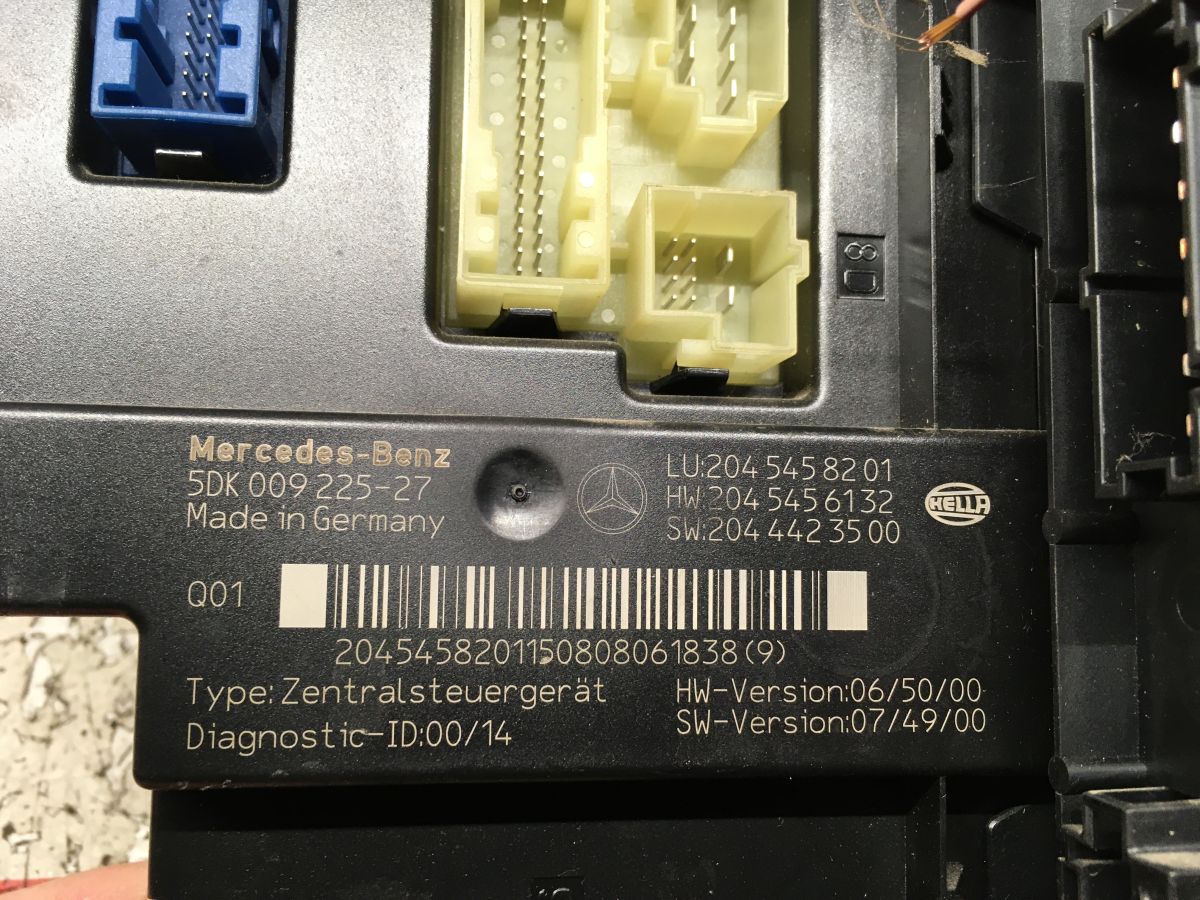 8D
Mercedes-Benz
5DK 009 225-27
Made in Germany
LU:204 545 82 01
HW:204 545 61 32
SW:204 442 35 00
HELLA
Q01
2045458201150808061838(9)
Type: Zentralsteuergerät
Diagnostic-ID:00/14
HW-Version:06/50/00
SW-Version:07/49/00